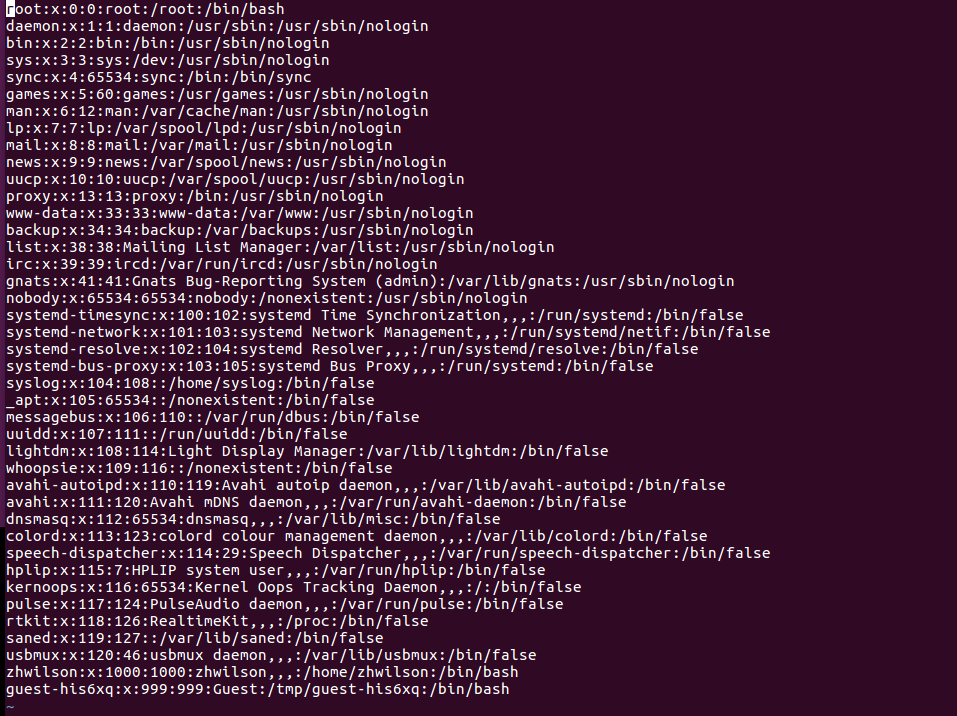 root:x:0:0:root:/root:/bin/bash
daemon:x:1:1:daemon:/usr/sbin:/usr/sbin/nologin
bin:x:2:2:bin:/bin:/usr/sbin/nologin
sys:x:3:3:sys:/dev:/usr/sbin/nologin
sync:x:4:65534:sync:/bin:/bin/sync
games:x:5:60:games:/usr/games:/usr/sbin/nologin
man:x:6:12:man:/var/cache/man:/usr/sbin/nologin
lp:x:7:7:lp:/var/spool/lpd:/usr/sbin/nologin
mail:x:8:8:mail:/var/mail:/usr/sbin/nologin
news:x:9:9:news:/var/spool/news:/usr/sbin/nologin
uucp:x:10:10:uucp:/var/spool/uucp:/usr/sbin/nologin
proxy:x:13:13:proxy:/bin:/usr/sbin/nologin
www-data:x:33:33:www-data:/var/www:/usr/sbin/nologin
backup:x:34:34:backup:/var/backups:/usr/sbin/nologin
list:x:38:38:Mailing List Manager:/var/list:/usr/sbin/nologin
irc:x:39:39:ircd:/var/run/ircd:/usr/sbin/nologin
gnats:x:41:41:Gnats Bug-Reporting System (admin):/var/lib/gnats:/usr/sbin/nologin
nobody:x:65534:65534:nobody:/nonexistent:/usr/sbin/nologin
systemd-timesync:x:100:102:systemd Time Synchronization,,,:/run/systemd:/bin/false
systemd-network:x:101:103:systemd Network Management,,,:/run/systemd/netif:/bin/false
systemd-resolve:x:102:104:systemd Resolver,,,:/run/systemd/resolve:/bin/false
systemd-bus-proxy:x:103:105:systemd Bus Proxy,,,:/run/systemd:/bin/false
syslog:x:104:108::/home/syslog:/bin/false
_apt:x:105:65534::/nonexistent:/bin/false
messagebus:x:106:110::/var/run/dbus:/bin/false
uuidd:x:107:111::/run/uuidd:/bin/false
lightdm:x:108:114:Light Display Manager:/var/lib/lightdm:/bin/false
whoopsie:x:109:116::/nonexistent:/bin/false
avahi-autoipd:x:110:119:Avahi autoip daemon,,,:/var/lib/avahi-autoipd:/bin/false
avahi:x:111:120:Avahi mDNS daemon,,,:/var/run/avahi-daemon:/bin/false
dnsmasq:x:112:65534:dnsmasq,,,:/var/lib/misc:/bin/false
colord:x:113:123:colord colour management daemon,,,:/var/lib/colord:/bin/false
speech-dispatcher:x:114:29:Speech Dispatcher,,,:/var/run/speech-dispatcher:/bin/false
hplip:x:115:7:HPLIP system user,,,:/var/run/hplip:/bin/false
kernoops:x:116:65534:Kernel Oops Tracking Daemon,,,:/:/bin/false
pulse:x:117:124:PulseAudio daemon,,,:/var/run/pulse:/bin/false
rtkit:x:118:126:RealtimeKit,,,:/proc:/bin/false
saned:x:119:127::/var/lib/saned:/bin/false
usbmux:x:120:46:usbmux daemon,,,:/var/lib/usbmux:/bin/false
zhwilson:x:1000:1000:zhwilson,,,:/home/zhwilson:/bin/bash
guest-his6xq:x:999:999:Guest:/tmp/guest-his6xq:/bin/bash
~